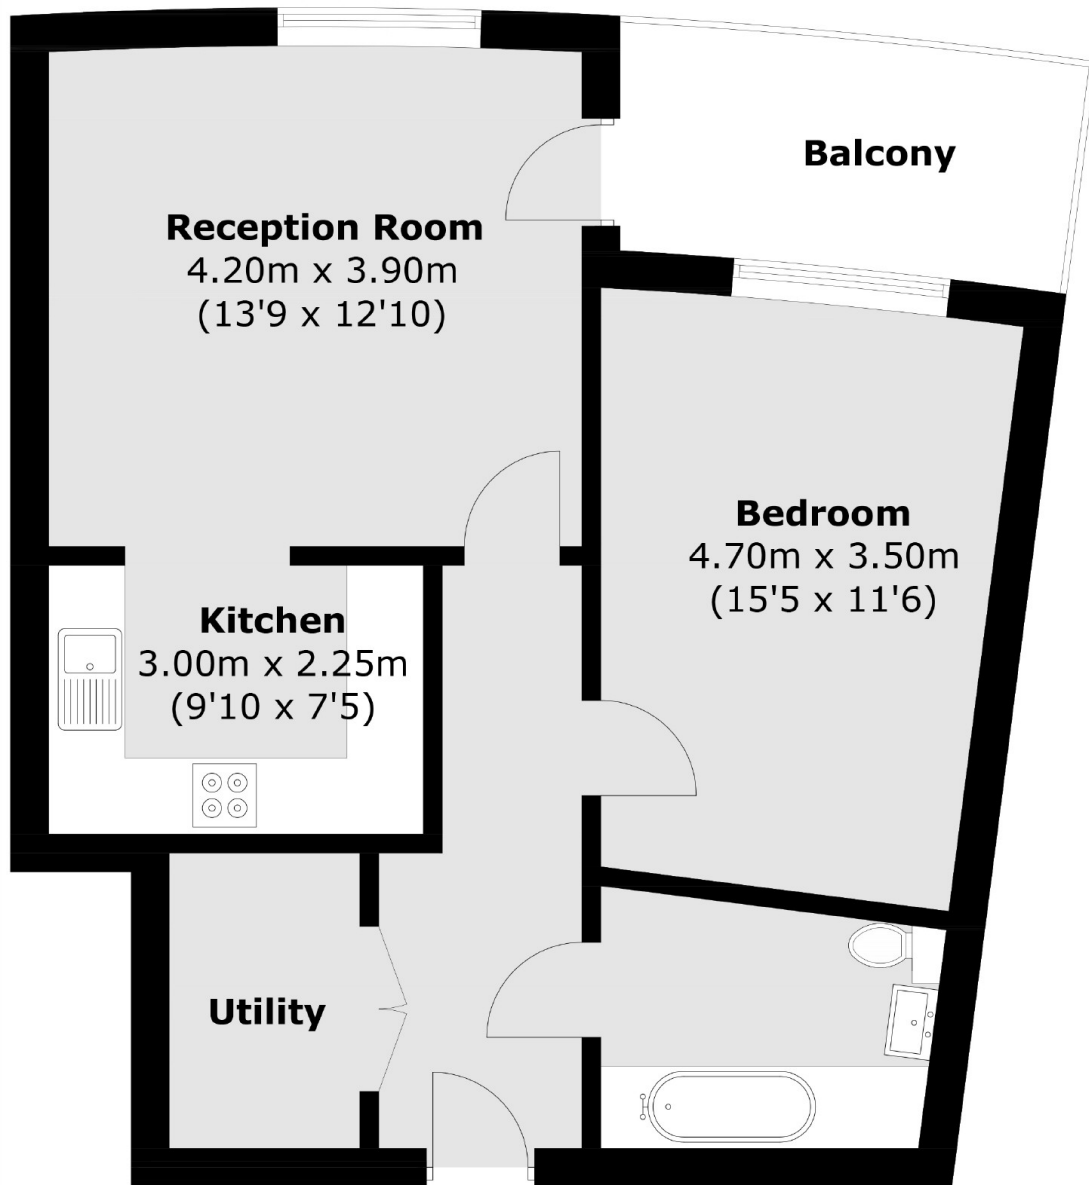 Balcony
Reception Room
4.20m x 3.90m
(13'9 x 12'10)
Bedroom
4.70m x 3.50m
(15'5 x 11'6)
Kitchen
3.00m x 2.25m
(9'10 x 7'5)
Utility